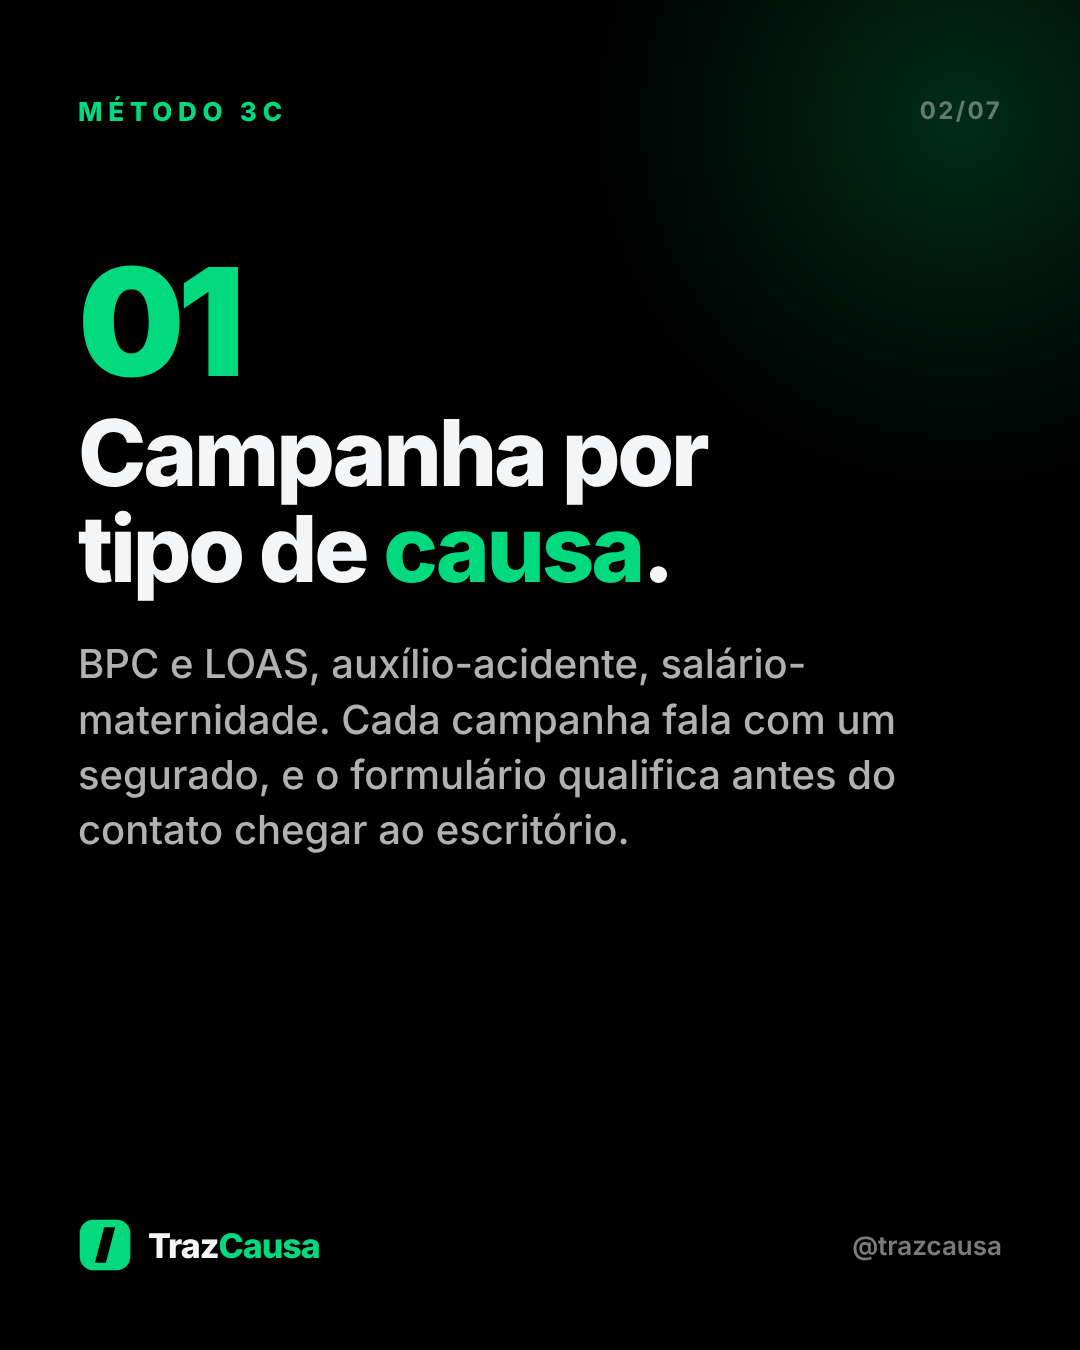 MÉTODO 3C
02/07
01
Campanha por
tipo de causa.
BPC e LOAS, auxílio-acidente, salário-
maternidade. Cada campanha fala com um
segurado, e o formulário qualifica antes do
contato chegar ao escritório.
TrazCausa
@trazcausa